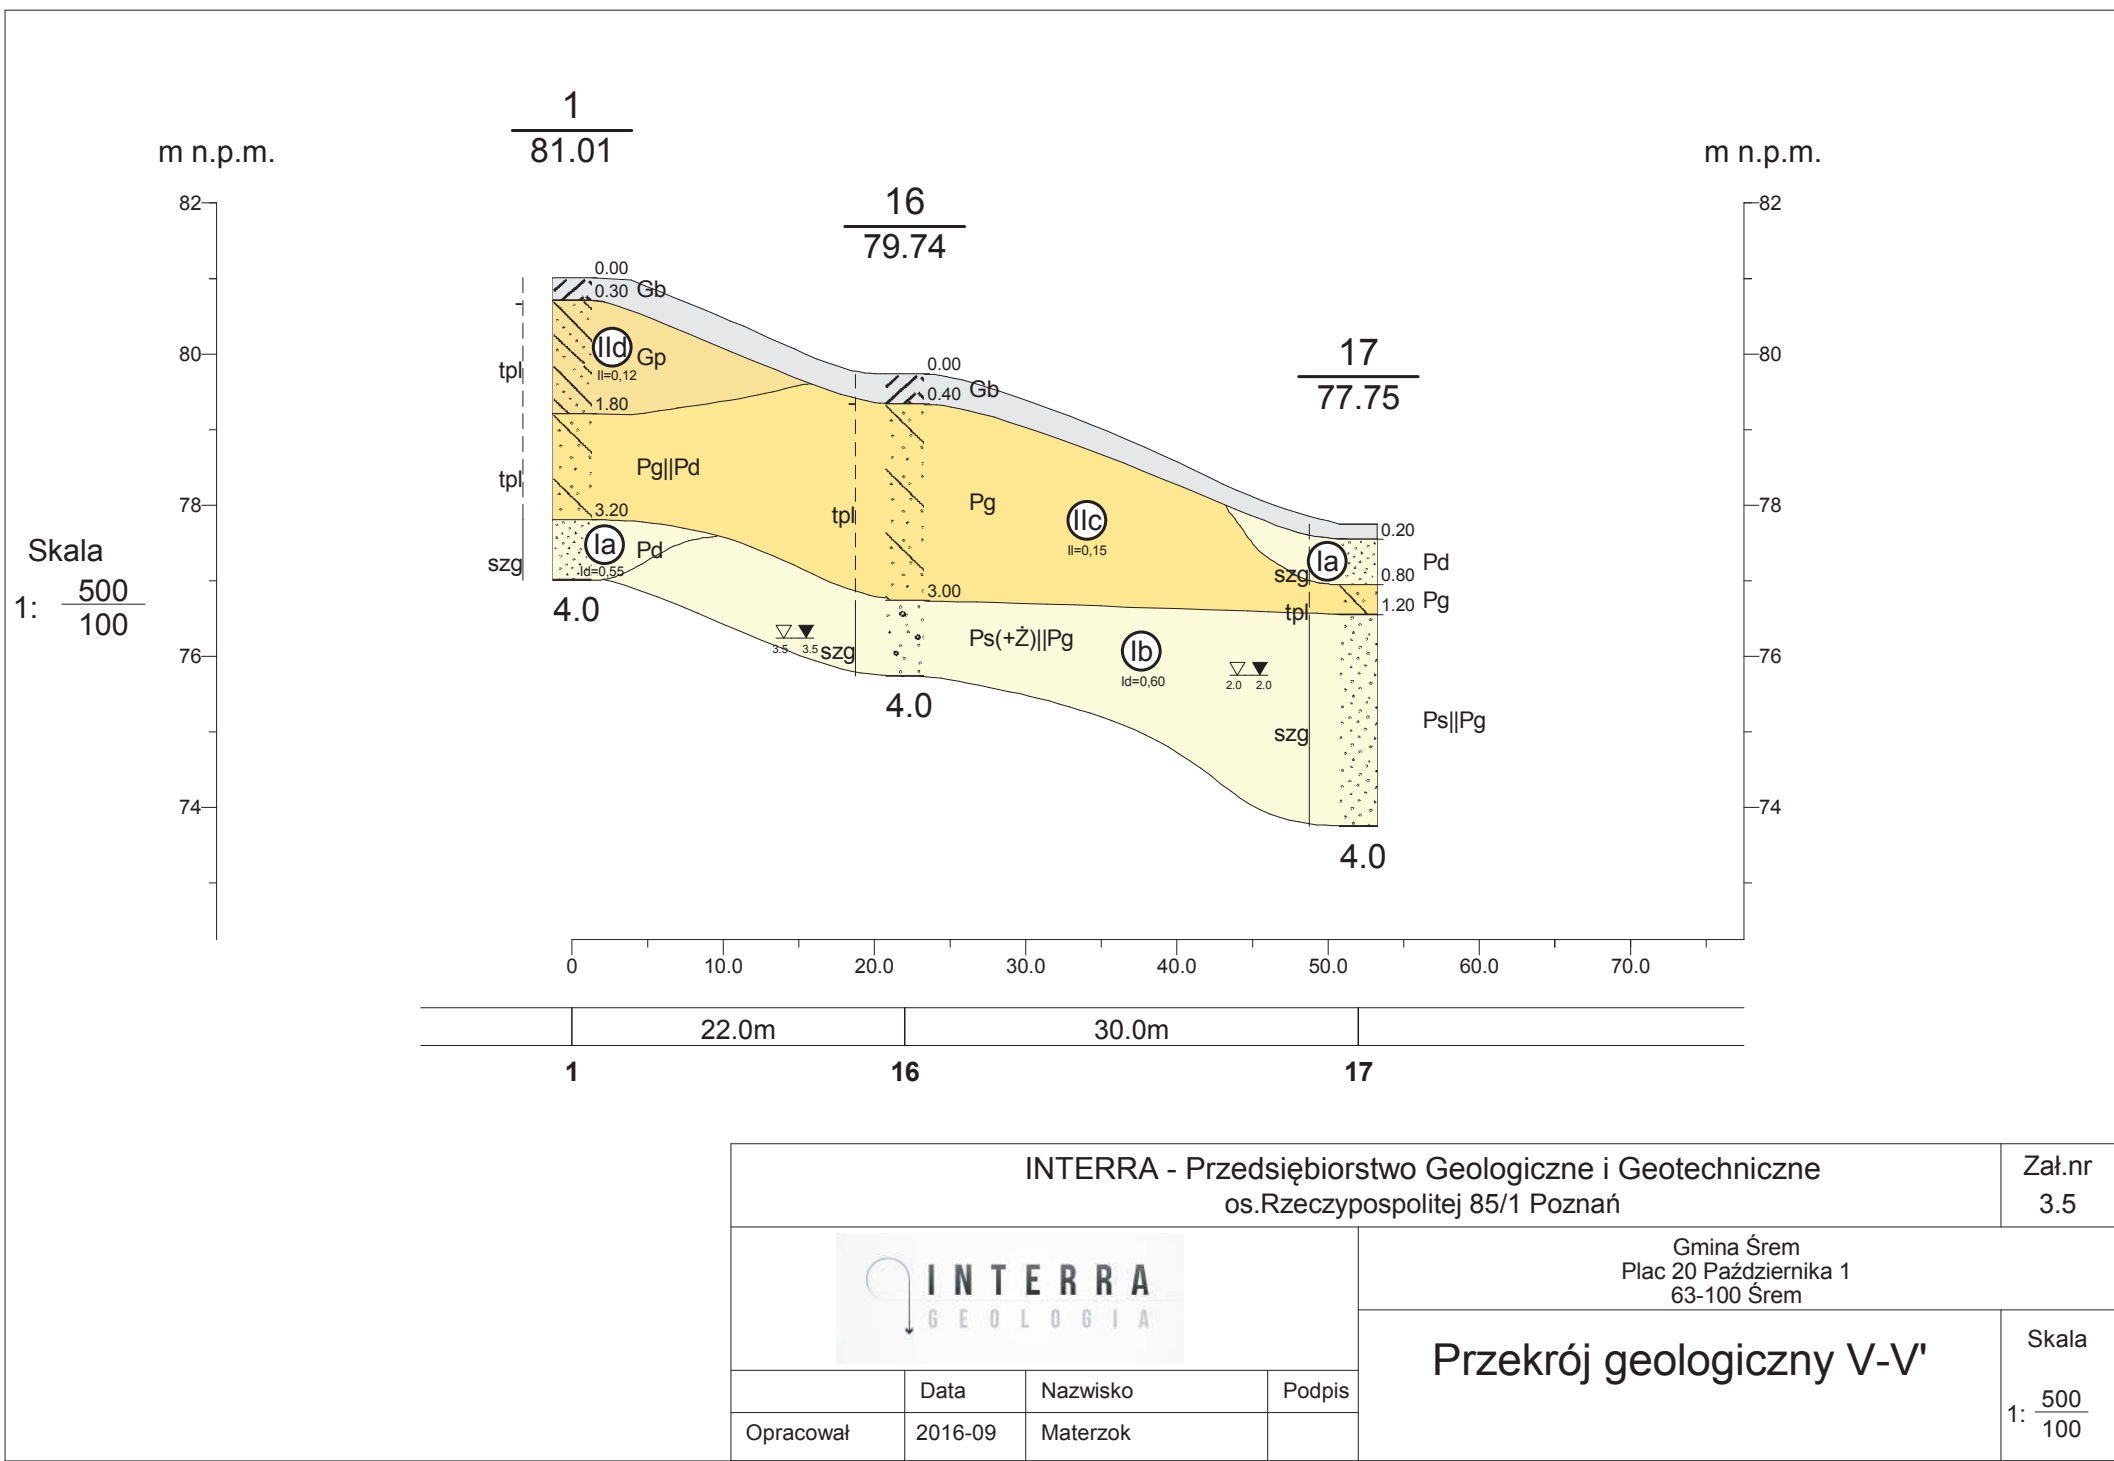 1
81.01
m n.p.m.
m n.p.m.
16
79.74
82
82
0.00
0.30 Gb
17
77.75
80
80
IId
Gp
Il=0,12
tpl
1.80
0.00
0.40 Gb
Pg||Pd
tpl
3.20
78
78
Pg
tpl
IIc
Il=0,15
0.20
Skala
1: 500
100
Ia
Pd
Id=0,55
szg
4.0
Ia
Pd
szg
0.80
Pg
tpl
1.20
3.00
Ps(+Ż)||Pg
3.5 3.5
szg
Ib
Id=0,60
76
76
2.0 2.0
4.0
szg
Ps||Pg
74
74
4.0
0 10.0 20.0 30.0 40.0 50.0 60.0 70.0
22.0m 30.0m
1 16 17
INTERRA - Przedsiębiorstwo Geologiczne i Geotechniczne
os.Rzeczypospolitej 85/1 Poznań
Zał.nr
3.5
INTERRA
GEOLOGIA
Gmina Śrem
Plac 20 Października 1
63-100 Śrem
Przekrój geologiczny V-V'
Skala
1: 500
100
Data Nazwisko Podpis
Opracował 2016-09 Materzok